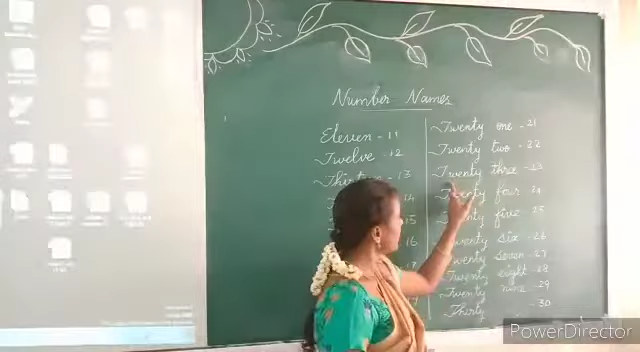 Number Names
Eleven - 11
Twelve - 12
Thirteen - 13
14
15
16
17
Twenty one - 21
Twenty two - 22
Twenty three - 23
Twenty four - 24
Twenty five - 25
Twenty six - 26
Twenty seven - 27
Twenty eight - 28
Twenty nine - 29
Thirty - 30
PowerDirector